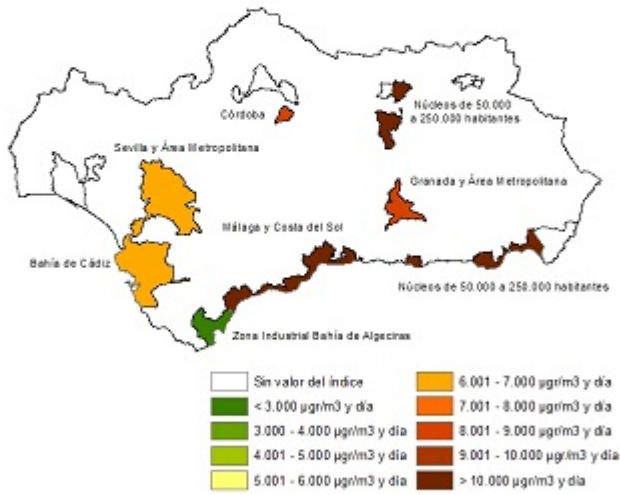 Córdoba
Núcleos de 50.000
a 250.000 habitantes
Sevilla y Área Metropolitana
Granada y Área Metropolitana
Málaga y Costa del Sol
Bahía de Cádiz
Núcleos de 50.000 a 250.000 habitantes
Zona Industrial Bahía de Algeciras
Sin valor del índice
< 3.000 µgr/m3 y día
3.000 - 4.000 µgr/m3 y día
4.001 - 5.000 µgr/m3 y día
5.001 - 6.000 µgr/m3 y día
6.001 - 7.000 µgr/m3 y día
7.001 - 8.000 µgr/m3 y día
8.001 - 9.000 µgr/m3 y día
9.001 - 10.000 µgr/m3 y día
> 10.000 µgr/m3 y día